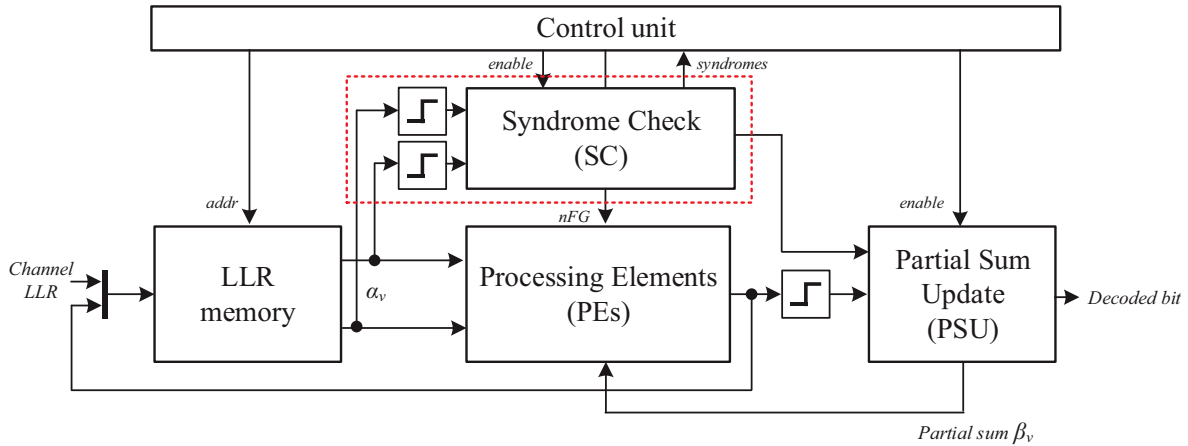 Control unit
enable
syndromes
Syndrome Check
(SC)
addr
nFG
enable
Channel
LLR
LLR
memory
αv
Processing Elements
(PEs)
Partial Sum
Update
(PSU)
Decoded bit
Partial sum βv